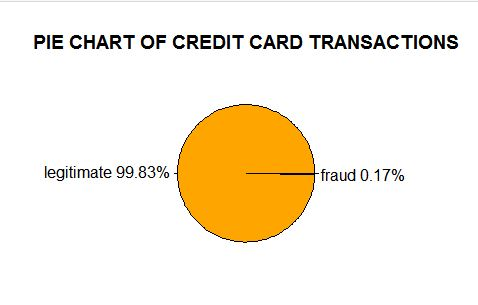 PIE CHART OF CREDIT CARD TRANSACTIONS
legitimate 99.83%
fraud 0.17%